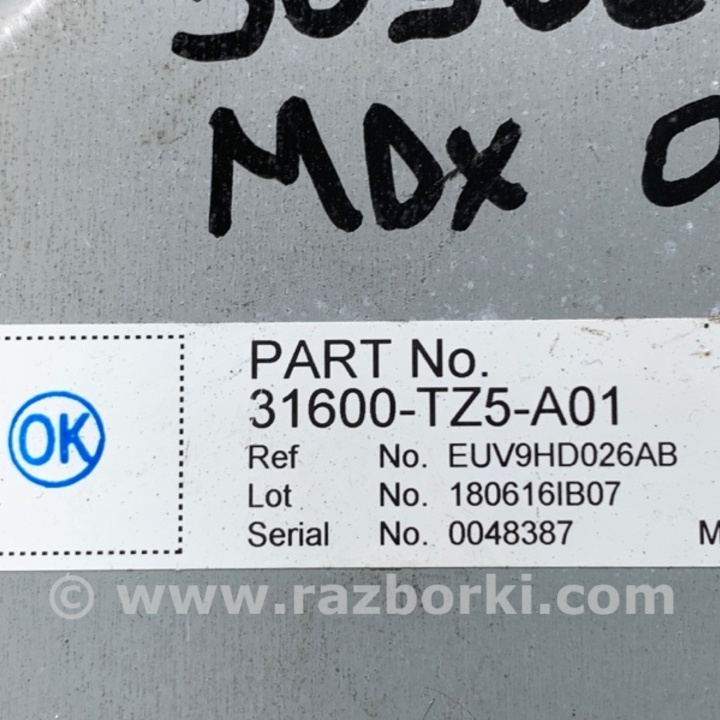 MDX
OK
PART No.
31600-TZ5-A01
Ref No. EUV9HD026AB
Lot No. 180616IB07
Serial No. 0048387 M
© www.razborki.com